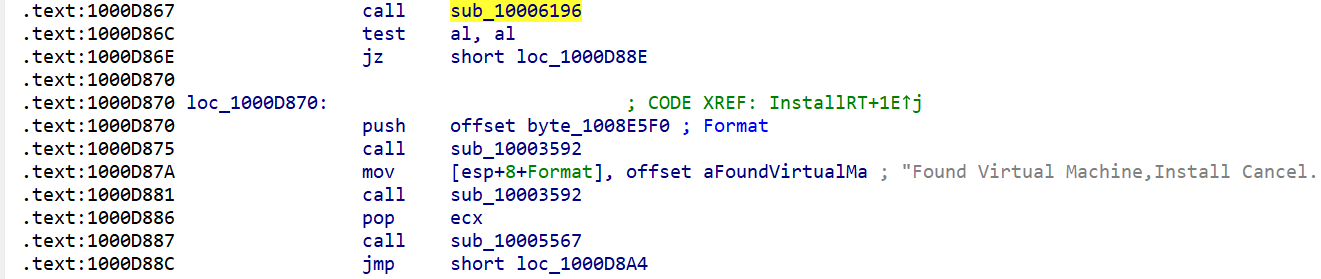 .text:1000D867 call sub_10006196
.text:1000D86C test al, al
.text:1000D86E jz short loc_1000D88E
.text:1000D870
.text:1000D870 loc_1000D870: ; CODE XREF: InstallRT+1E↑j
.text:1000D870 push offset byte_1008E5F0 ; Format
.text:1000D875 call sub_10003592
.text:1000D87A mov [esp+8+Format], offset aFoundVirtualMa ; "Found Virtual Machine,Install Cancel.
.text:1000D881 call sub_10003592
.text:1000D886 pop ecx
.text:1000D887 call sub_10005567
.text:1000D88C jmp short loc_1000D8A4